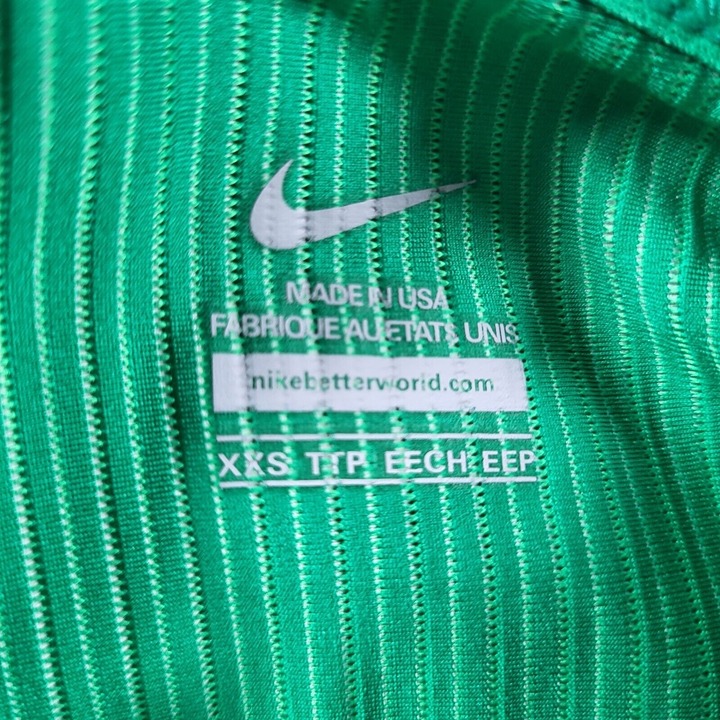 MADE IN USA
FABRIQUE AU ETATS UNIS
nikebetterworld.com
XXS TTP EECH EEP